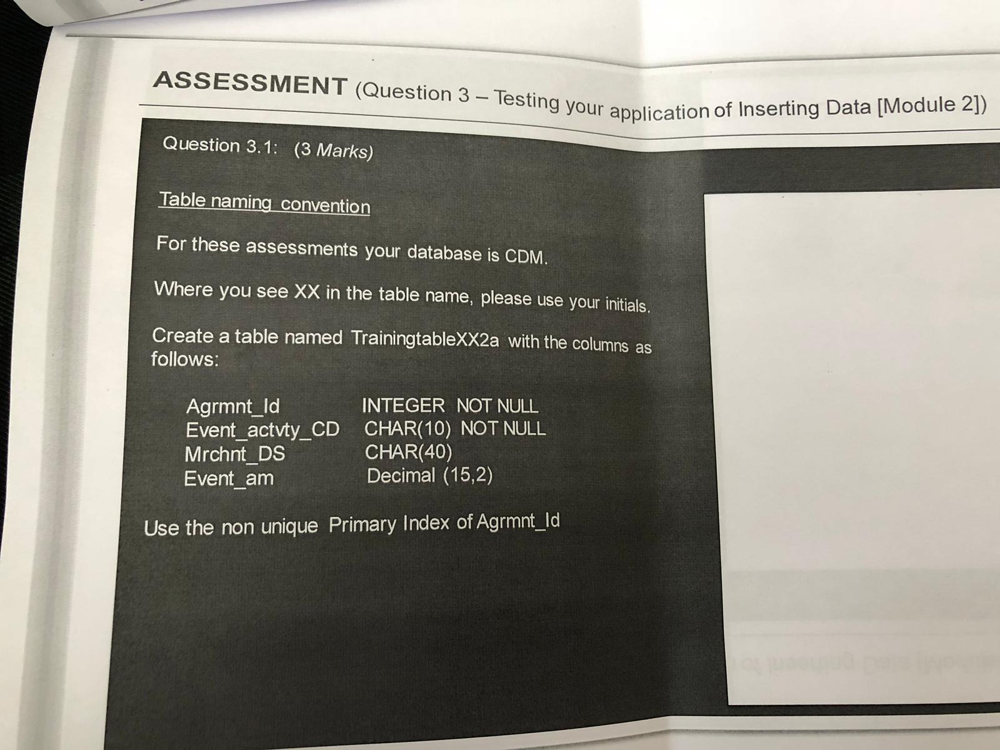 ASSESSMENT (Question 3 – Testing your application of Inserting Data [Module 2])
Question 3.1: (3 Marks)
Table naming convention
For these assessments your database is CDM.
Where you see XX in the table name, please use your initials.
Create a table named TrainingtableXX2a with the columns as
follows:
Agrmnt_Id INTEGER NOT NULL
Event_actvty_CD CHAR(10) NOT NULL
Mrchnt_DS CHAR(40)
Event_am Decimal (15,2)
Use the non unique Primary Index of Agrmnt_Id